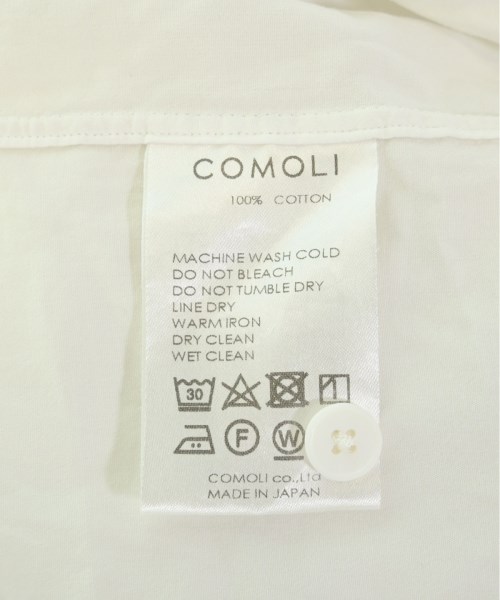 COMOLI
100% COTTON
MACHINE WASH COLD
DO NOT BLEACH
DO NOT TUMBLE DRY
LINE DRY
WARM IRON
DRY CLEAN
WET CLEAN
30
F W
COMOLI co.,Ltd
MADE IN JAPAN